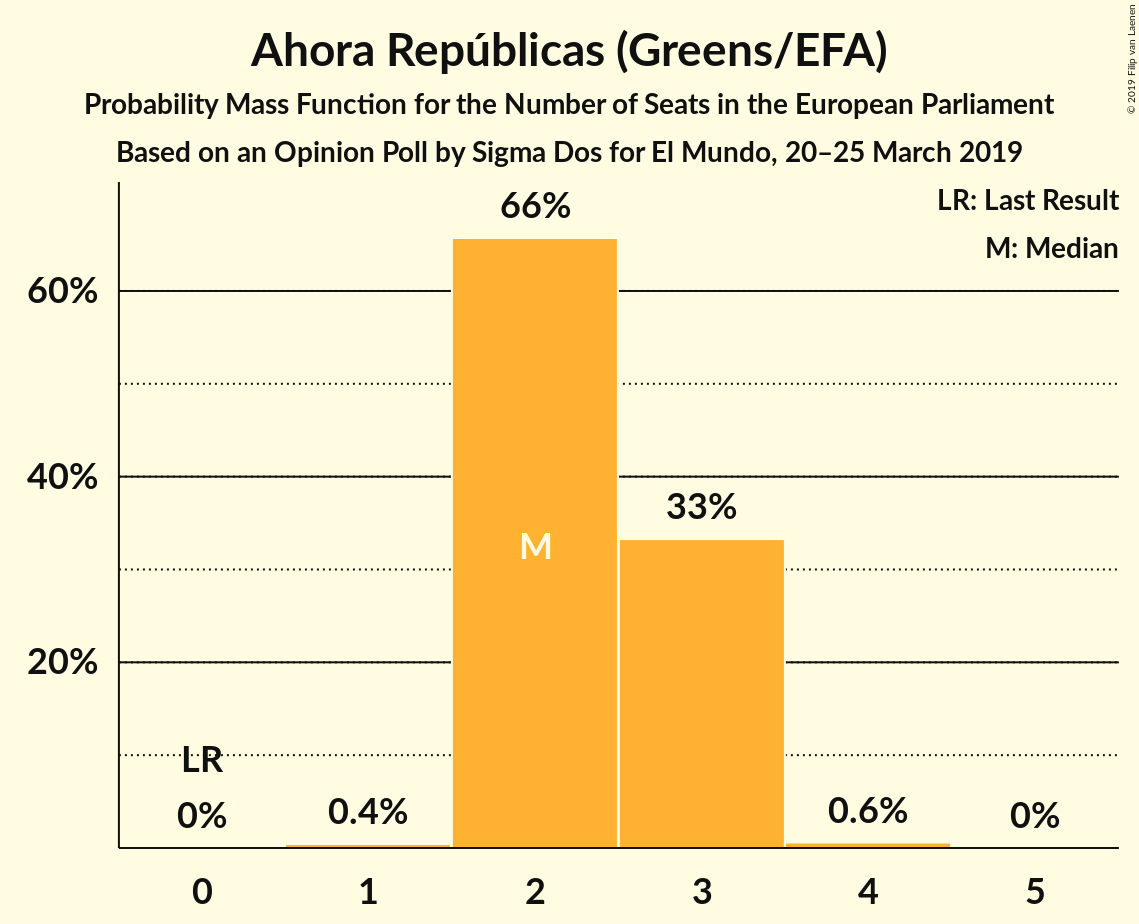 Ahora Repúblicas (Greens/EFA)
Probability Mass Function for the Number of Seats in the European Parliament
Based on an Opinion Poll by Sigma Dos for El Mundo, 20–25 March 2019
© 2019 Filip van Laenen
LR: Last Result
M: Median
66%
60%
40%
33%
M
20%
LR
0%
0.4%
0.6%
0%
0 1 2 3 4 5